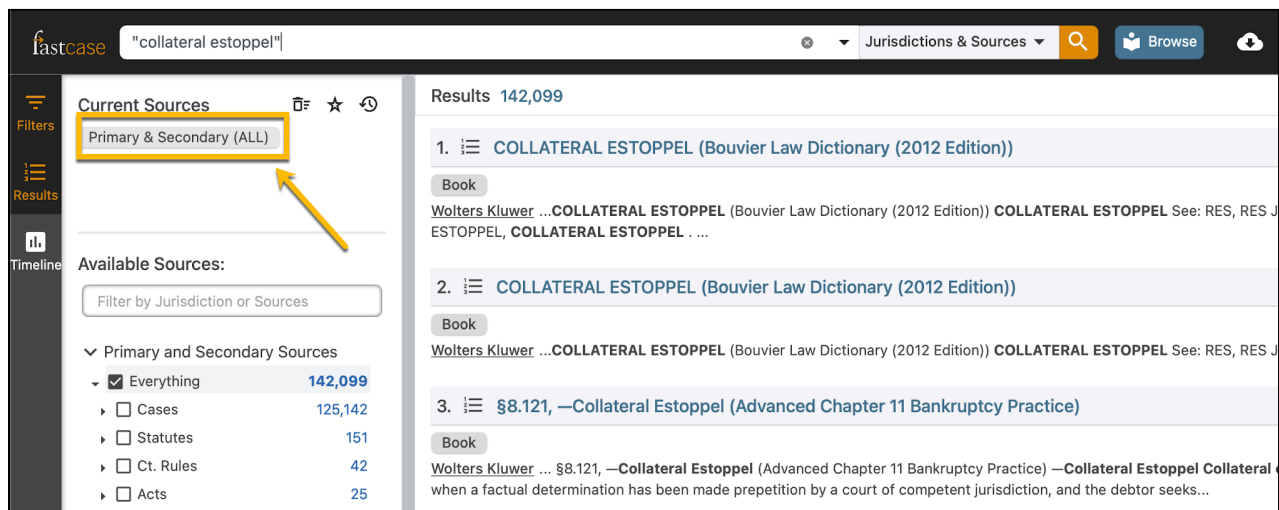 fastcase
"collateral estoppel"
Jurisdictions & Sources
Browse
Filters
Results
Timeline
Current Sources
Primary & Secondary (ALL)
Available Sources:
Filter by Jurisdiction or Sources
Primary and Secondary Sources
Everything 142,099
Cases 125,142
Statutes 151
Ct. Rules 42
Acts 25
Results 142,099
1. COLLATERAL ESTOPPEL (Bouvier Law Dictionary (2012 Edition))
Book
Wolters Kluwer ...COLLATERAL ESTOPPEL (Bouvier Law Dictionary (2012 Edition)) COLLATERAL ESTOPPEL See: RES, RES J
ESTOPPEL, COLLATERAL ESTOPPEL . ...
2. COLLATERAL ESTOPPEL (Bouvier Law Dictionary (2012 Edition))
Book
Wolters Kluwer ...COLLATERAL ESTOPPEL (Bouvier Law Dictionary (2012 Edition)) COLLATERAL ESTOPPEL See: RES, RES J
3. §8.121, —Collateral Estoppel (Advanced Chapter 11 Bankruptcy Practice)
Book
Wolters Kluwer ... §8.121, —Collateral Estoppel (Advanced Chapter 11 Bankruptcy Practice) —Collateral Estoppel Collateral
when a factual determination has been made prepetition by a court of competent jurisdiction, and the debtor seeks...